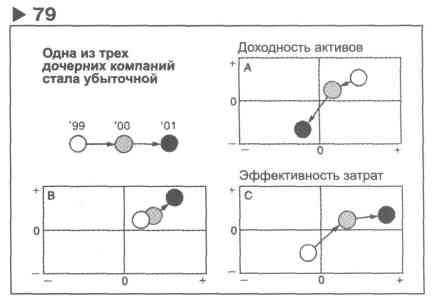 ▶ 79
Одна из трех
дочерних компаний
стала убыточной
'99 '00 '01
Доходность активов
+ A
0
−
− 0 +
+ B
0
−
− 0 +
Эффективность затрат
+ C
0
−
− 0 +